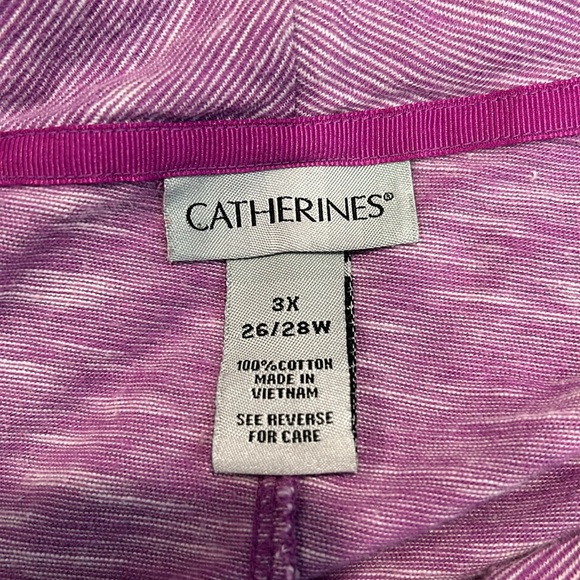 CATHERINES®
3X
26/28W
100% COTTON
MADE IN
VIETNAM
SEE REVERSE
FOR CARE